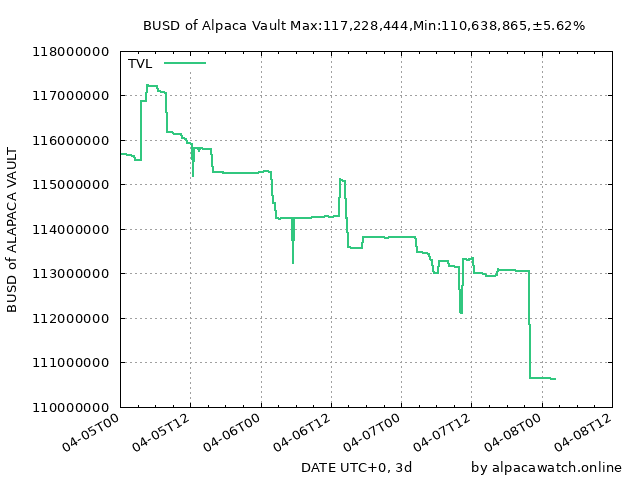 BUSD of Alpaca Vault Max:117,228,444,Min:110,638,865,±5.62%
TVL
118000000
117000000
116000000
115000000
114000000
113000000
112000000
111000000
110000000
BUSD of ALAPACA VAULT
04-05T00
04-05T12
04-06T00
04-06T12
04-07T00
04-07T12
04-08T00
04-08T12
DATE UTC+0, 3d
by alpacawatch.online